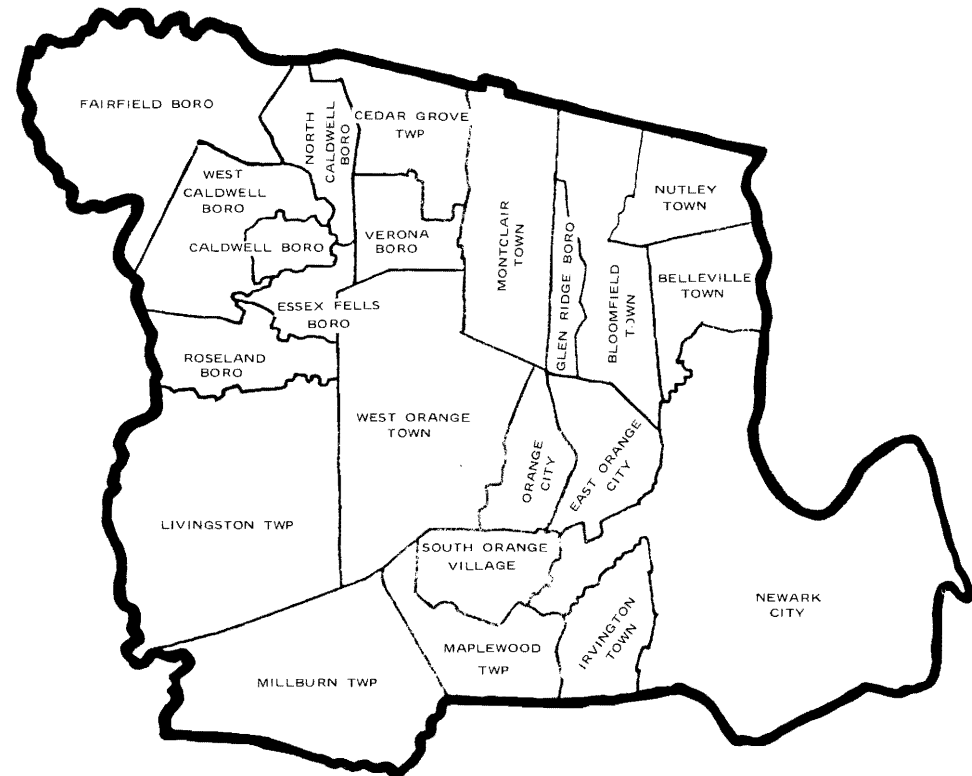 FAIRFIELD BORO
NORTH
CALDWELL
BORO
CEDAR GROVE
TWP
WEST
CALDWELL
BORO
NUTLEY
TOWN
CALDWELL BORO
VERONA
BORO
MONTCLAIR
TOWN
GLEN RIDGE BORO
BLOOMFIELD
TOWN
BELLEVILLE
TOWN
ESSEX FELLS
BORO
ROSELAND
BORO
WEST ORANGE
TOWN
ORANGE
CITY
EAST ORANGE
CITY
LIVINGSTON TWP
SOUTH ORANGE
VILLAGE
NEWARK
CITY
MAPLEWOOD
TWP
IRVINGTON
TOWN
MILLBURN TWP